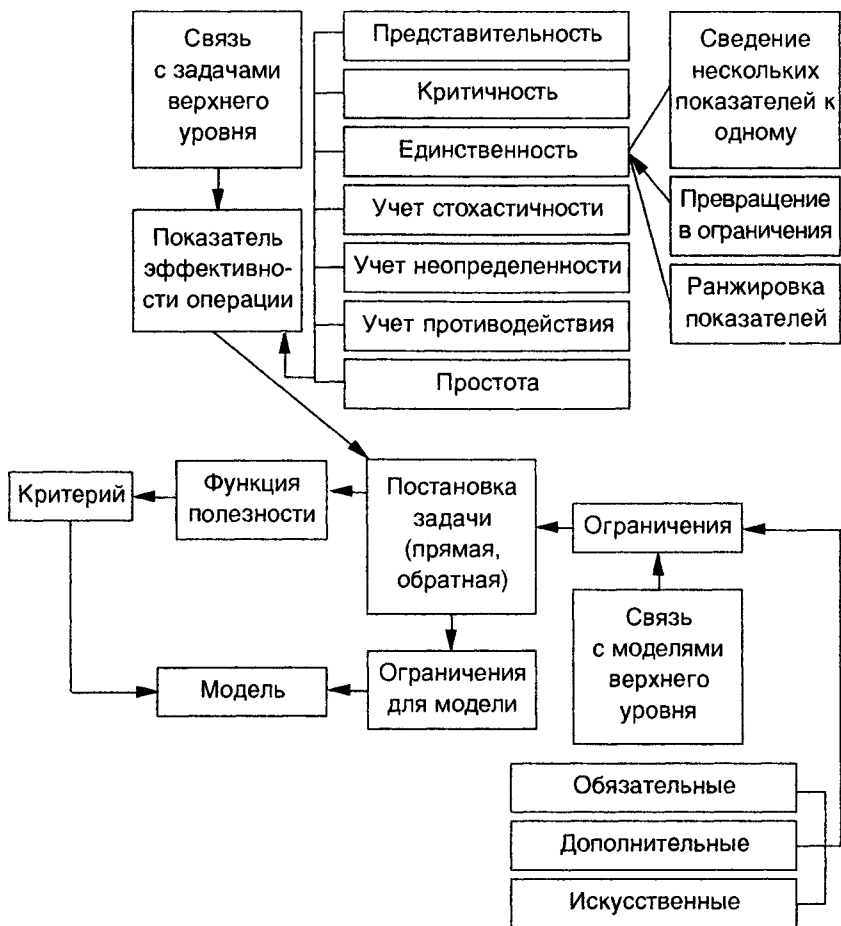 Связь
с задачами
верхнего
уровня
Показатель
эффективно-
сти операции
Представительность
Критичность
Единственность
Учет стохастичности
Учет неопределенности
Учет противодействия
Простота
Сведение
нескольких
показателей к
одному
Превращение
в ограничения
Ранжировка
показателей
Критерий
Функция
полезности
Постановка
задачи
(прямая,
обратная)
Ограничения
Связь
с моделями
верхнего
уровня
Модель
Ограничения
для модели
Обязательные
Дополнительные
Искусственные